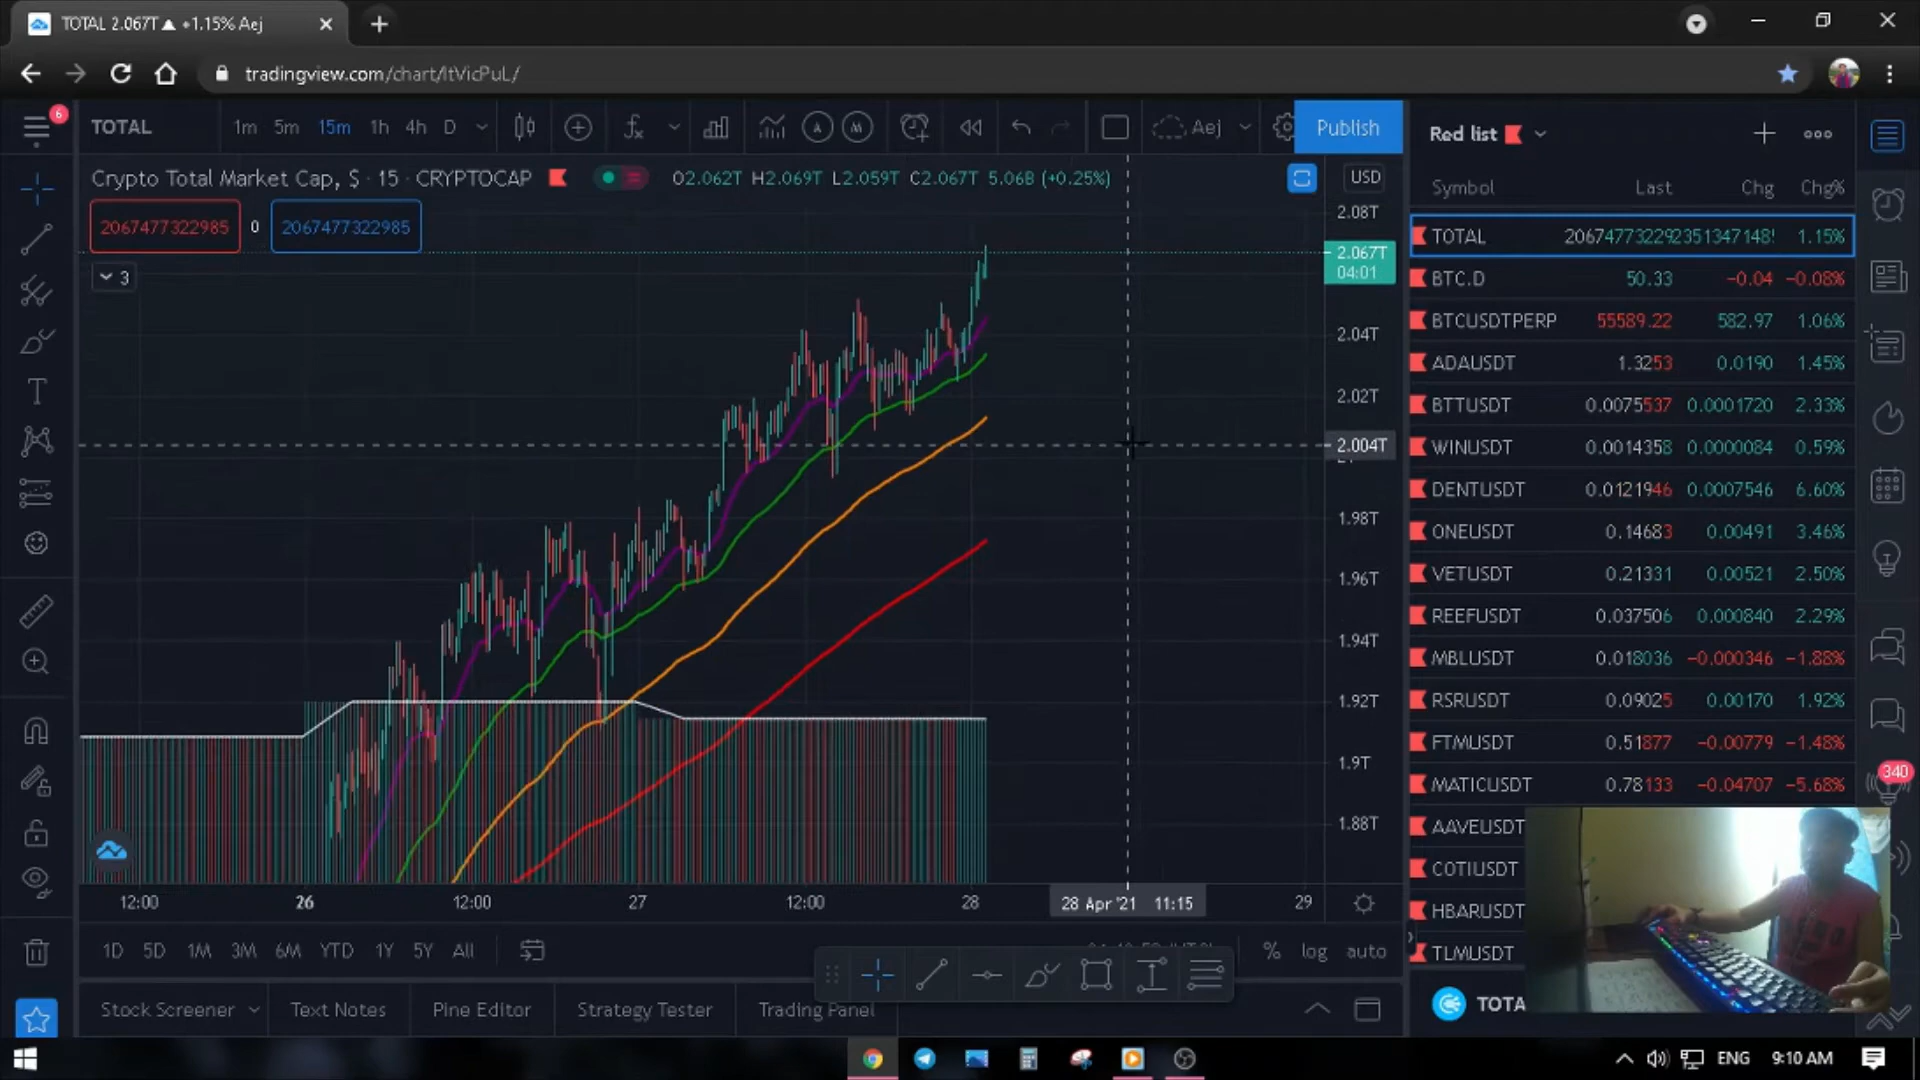 TOTAL 2.067T ▲ +1.15% Aej
tradingview.com/chart/ItVicPuL/
6
TOTAL 1m 5m 15m 1h 4h D Aej Publish
Crypto Total Market Cap, $ · 15 · CRYPTOCAP O2.062T H2.069T L2.059T C2.067T 5.06B (+0.25%)
USD
2067477322985 0 2067477322985
3
2.08T
2.067T
04:01
2.04T
2.02T
2.004T
1.98T
1.96T
1.94T
1.92T
1.9T
1.88T
12:00 26 12:00 27 12:00 28 28 Apr '21 11:15 29
1D 5D 1M 3M 6M YTD 1Y 5Y All % log auto
Stock Screener Text Notes Pine Editor Strategy Tester Trading Panel
Red list
Symbol Last Chg Chg%
TOTAL 1.15%
BTC.D 50.33 −0.04 −0.08%
BTCUSDTPERP 55589.22 582.97 1.06%
ADAUSDT 1.3253 0.0190 1.45%
BTTUSDT 0.0075537 0.0001720 2.33%
WINUSDT 0.0014358 0.0000084 0.59%
DENTUSDT 0.0121946 0.0007546 6.60%
ONEUSDT 0.14683 0.00491 3.46%
VETUSDT 0.21331 0.00521 2.50%
REEFUSDT 0.037506 0.000840 2.29%
MBLUSDT 0.018036 −0.000346 −1.88%
RSRUSDT 0.09025 0.00170 1.92%
FTMUSDT 0.51877 −0.00779 −1.48%
MATICUSDT 0.78133 −0.04707 −5.68%
AAVEUSDT
COTIUSDT
HBARUSDT
TLMUSDT
TOTA
340
ENG 9:10 AM